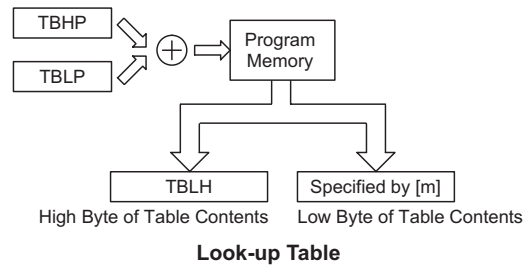 TBHP
TBLP
Program
Memory
TBLH
Specified by [m]
High Byte of Table Contents
Low Byte of Table Contents
Look-up Table